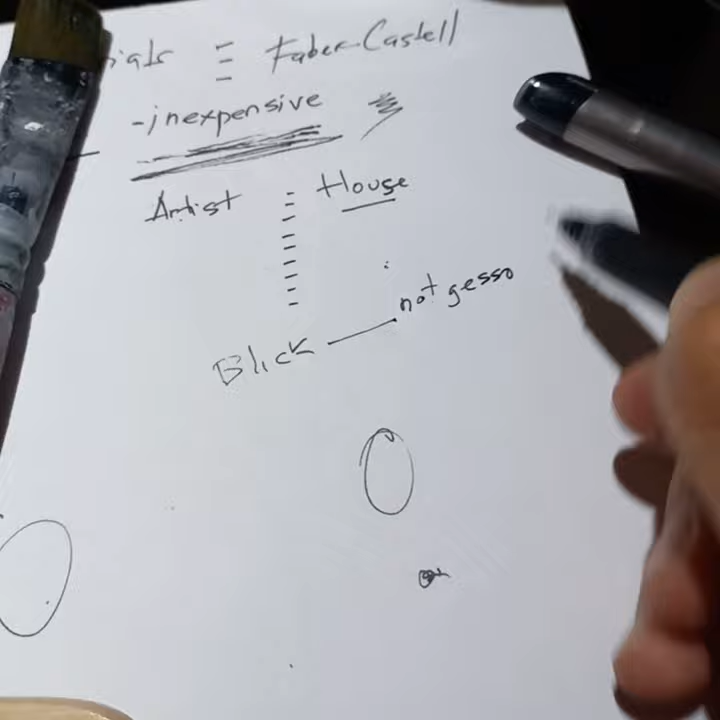 Faber-Castell
-inexpensive
Artist House
not gesso
Blick